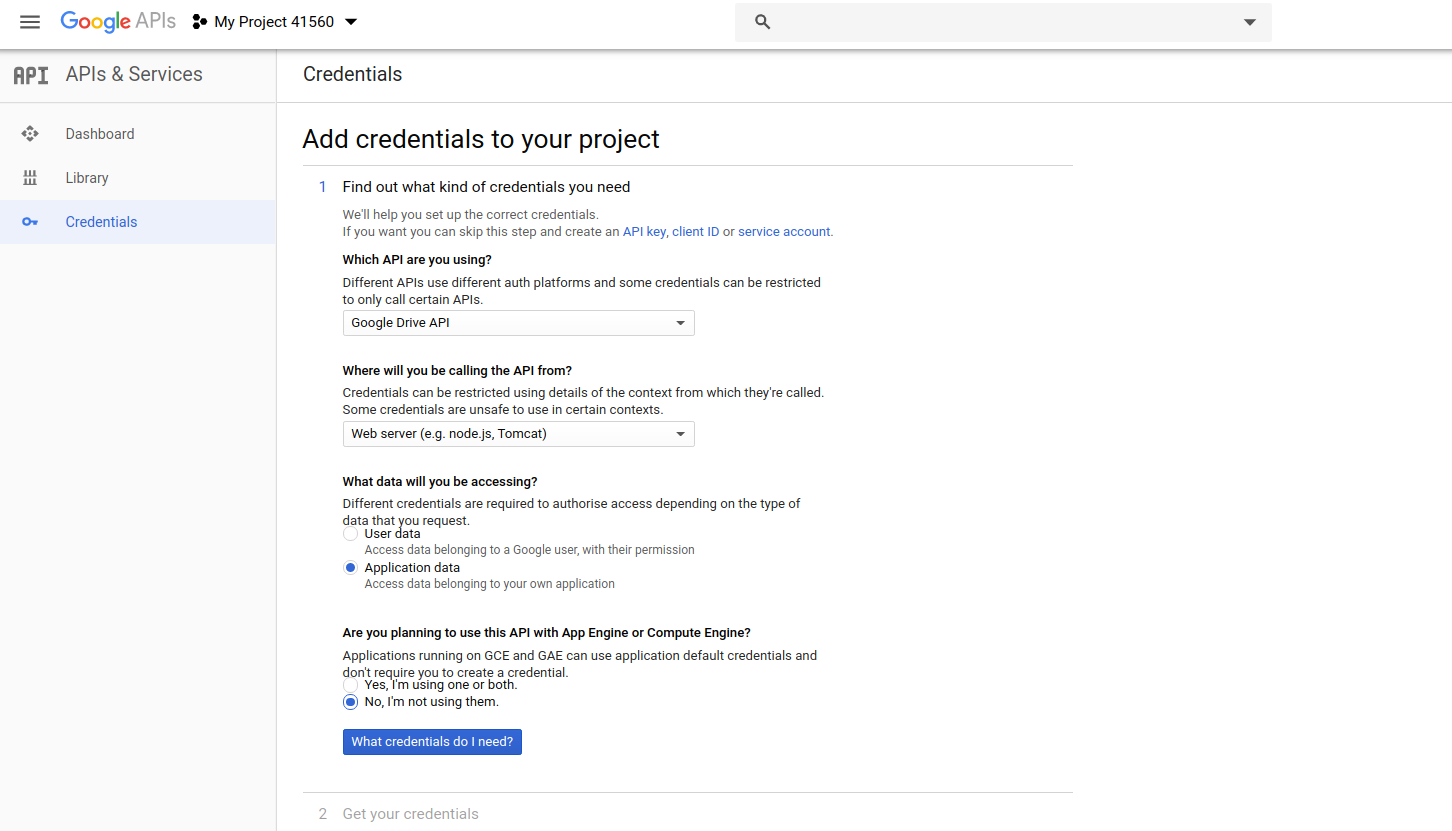 Google APIs My Project 41560
API APIs & Services
Dashboard
Library
Credentials
Credentials
Add credentials to your project
1 Find out what kind of credentials you need
We'll help you set up the correct credentials.
If you want you can skip this step and create an API key, client ID or service account.
Which API are you using?
Different APIs use different auth platforms and some credentials can be restricted
to only call certain APIs.
Google Drive API
Where will you be calling the API from?
Credentials can be restricted using details of the context from which they're called.
Some credentials are unsafe to use in certain contexts.
Web server (e.g. node.js, Tomcat)
What data will you be accessing?
Different credentials are required to authorise access depending on the type of
data that you request.
User data
Access data belonging to a Google user, with their permission
Application data
Access data belonging to your own application
Are you planning to use this API with App Engine or Compute Engine?
Applications running on GCE and GAE can use application default credentials and
don't require you to create a credential.
Yes, I'm using one or both.
No, I'm not using them.
What credentials do I need?
2 Get your credentials